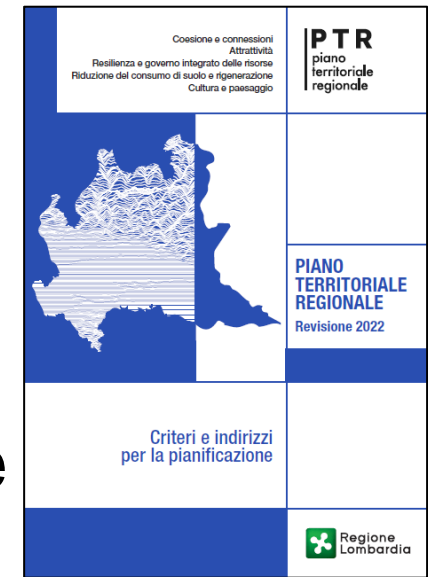 Coesione e connessioni
Attrattività
Resilienza e governo integrato delle risorse
Riduzione del consumo di suolo e rigenerazione
Cultura e paesaggio
PTR
piano
territoriale
regionale
PIANO
TERRITORIALE
REGIONALE
Revisione 2022
Criteri e indirizzi
per la pianificazione
e
Regione
Lombardia